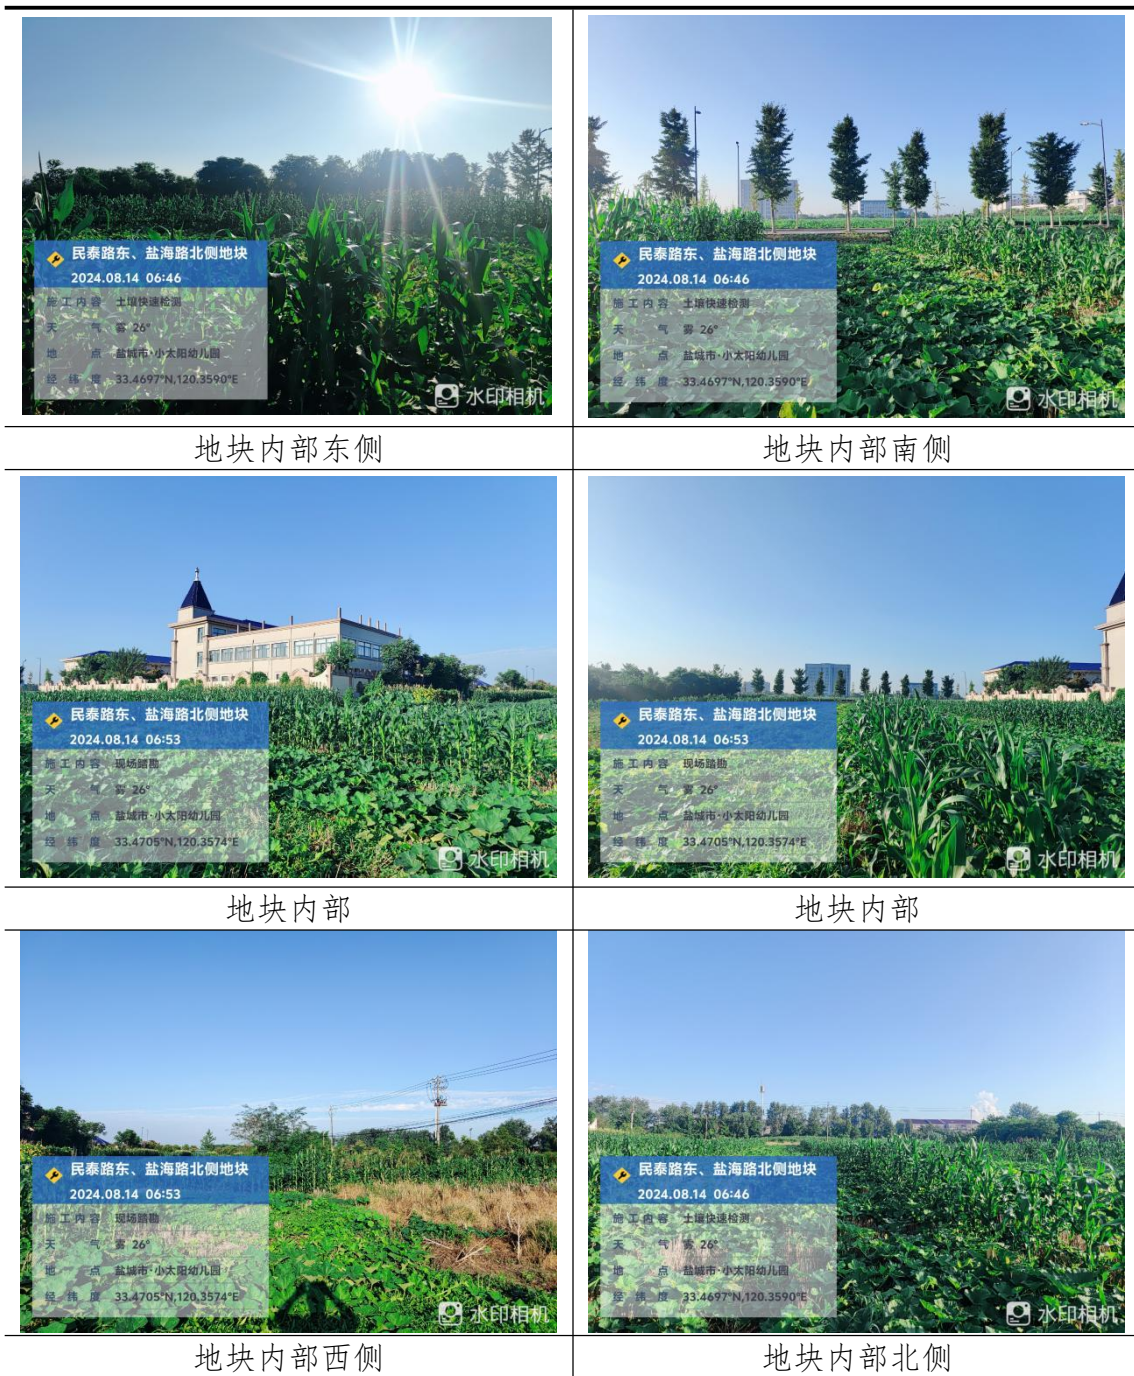 民泰路东、盐海路北侧地块
2024.08.14 06:46
施工内容 土壤快速检测
天气 雾 26°
地点 盐城市·小太阳幼儿园
经纬度 33.4697°N,120.3590°E
水印相机
民泰路东、盐海路北侧地块
2024.08.14 06:46
施工内容 土壤快速检测
天气 雾 26°
地点 盐城市·小太阳幼儿园
经纬度 33.4697°N,120.3590°E
水印相机
地块内部东侧
地块内部南侧
民泰路东、盐海路北侧地块
2024.08.14 06:53
施工内容 现场踏勘
天气 雾 26°
地点 盐城市·小太阳幼儿园
经纬度 33.4705°N,120.3574°E
水印相机
民泰路东、盐海路北侧地块
2024.08.14 06:53
施工内容 现场踏勘
天气 雾 26°
地点 盐城市·小太阳幼儿园
经纬度 33.4705°N,120.3574°E
水印相机
地块内部
地块内部
民泰路东、盐海路北侧地块
2024.08.14 06:53
施工内容 现场踏勘
天气 雾 26°
地点 盐城市·小太阳幼儿园
经纬度 33.4705°N,120.3574°E
水印相机
民泰路东、盐海路北侧地块
2024.08.14 06:46
施工内容 土壤快速检测
天气 雾 26°
地点 盐城市·小太阳幼儿园
经纬度 33.4697°N,120.3590°E
水印相机
地块内部西侧
地块内部北侧